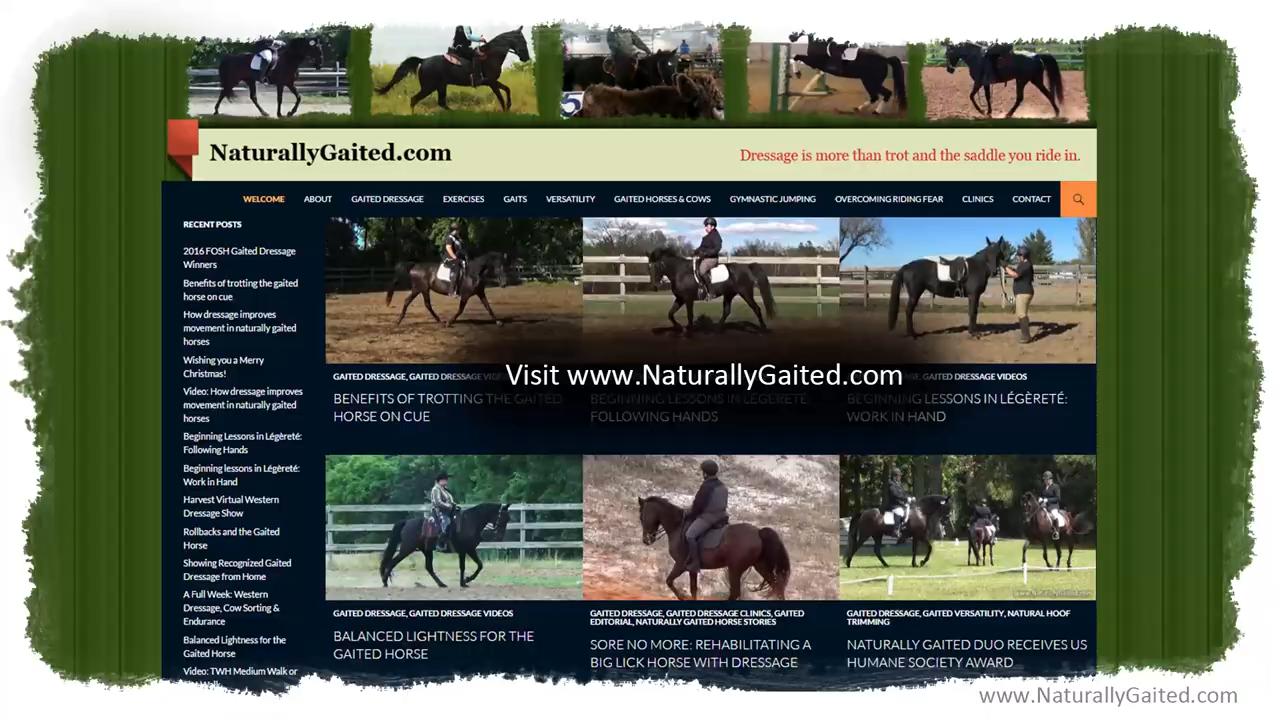 5
NaturallyGaited.com
Dressage is more than trot and the saddle you ride in.
WELCOME ABOUT GAITED DRESSAGE EXERCISES GAITS VERSATILITY GAITED HORSES & COWS GYMNASTIC JUMPING OVERCOMING RIDING FEAR CLINICS CONTACT
RECENT POSTS
2016 FOSH Gaited Dressage
Winners
Benefits of trotting the gaited
horse on cue
How dressage improves
movement in naturally gaited
horses
Wishing you a Merry
Christmas!
Video: How dressage improves
movement in naturally gaited
horses
Beginning Lessons in Légèreté:
Following Hands
Beginning lessons in Légèreté:
Work in Hand
Harvest Virtual Western
Dressage Show
Rollbacks and the Gaited
Horse
Showing Recognized Gaited
Dressage from Home
A Full Week: Western
Dressage, Cow Sorting &
Endurance
Balanced Lightness for the
Gaited Horse
Video: TWH Medium Walk or
Visit www.NaturallyGaited.com
GAITED DRESSAGE, GAITED DRESSAGE
BENEFITS OF TROTTING THE GAITED
HORSE ON CUE
BEGINNING LESSONS IN LÉGÈRETÉ:
FOLLOWING HANDS
GAITED DRESSAGE VIDEOS
BEGINNING LESSONS IN LÉGÈRETÉ:
WORK IN HAND
GAITED DRESSAGE, GAITED DRESSAGE VIDEOS
BALANCED LIGHTNESS FOR THE
GAITED HORSE
GAITED DRESSAGE, GAITED DRESSAGE CLINICS, GAITED
EDITORIAL, NATURALLY GAITED HORSE STORIES
SORE NO MORE: REHABILITATING A
BIG LICK HORSE WITH DRESSAGE
www.NaturallyGaited.com
GAITED DRESSAGE, GAITED VERSATILITY, NATURAL HOOF
TRIMMING
NATURALLY GAITED DUO RECEIVES US
HUMANE SOCIETY AWARD
www.NaturallyGaited.com